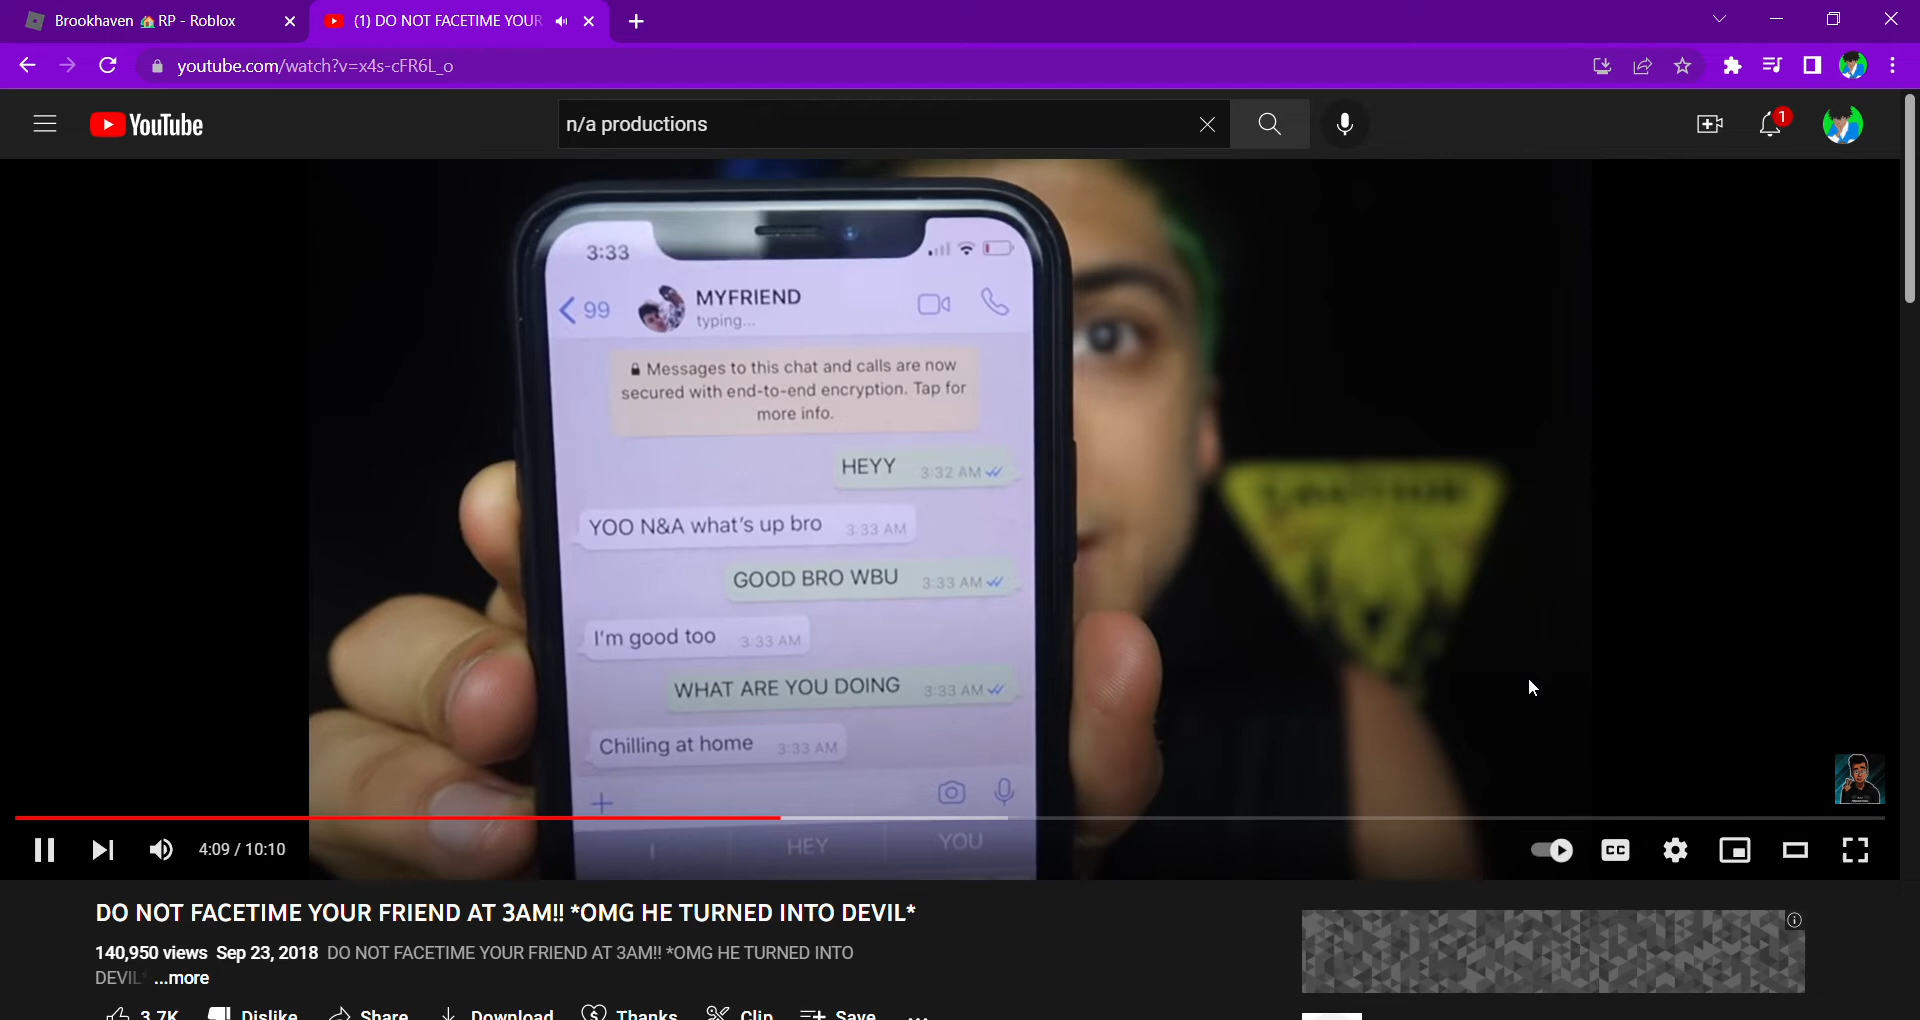 Brookhaven 🏠RP - Roblox
(1) DO NOT FACETIME YOUR
youtube.com/watch?v=x4s-cFR6L_o
YouTube
n/a productions
1
3:33
99
MYFRIEND
typing...
Messages to this chat and calls are now
secured with end-to-end encryption. Tap for
more info.
HEYY 3:32 AM
YOO N&A what's up bro 3:33 AM
GOOD BRO WBU 3:33 AM
I'm good too 3:33 AM
WHAT ARE YOU DOING 3:33 AM
Chilling at home 3:33 AM
HEY YOU
4:09 / 10:10
CC
DO NOT FACETIME YOUR FRIEND AT 3AM!! *OMG HE TURNED INTO DEVIL*
140,950 views Sep 23, 2018 DO NOT FACETIME YOUR FRIEND AT 3AM!! *OMG HE TURNED INTO
DEVIL* ...more
3.7K Dislike Share Download Thanks Clip Save ...